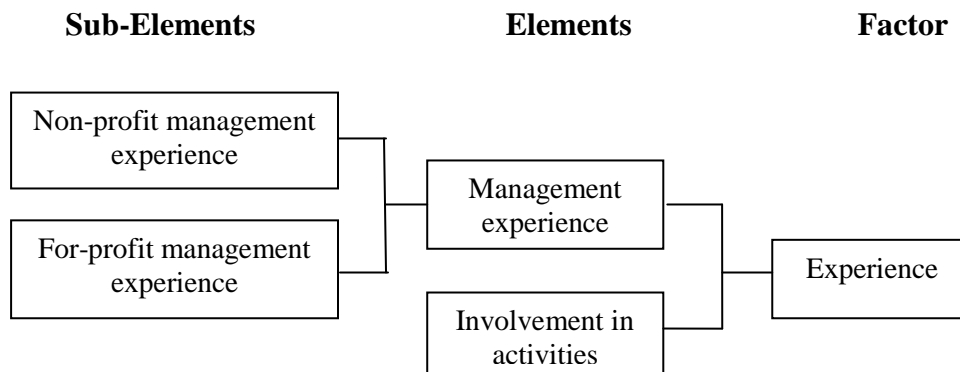 Sub-Elements
Elements
Factor
Non-profit management
experience
For-profit management
experience
Management
experience
Involvement in
activities
Experience